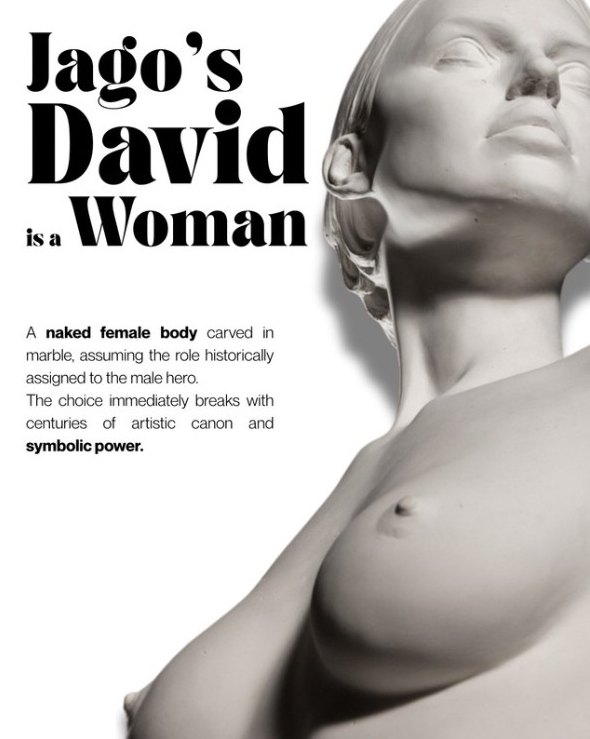 Jago's
David
is a Woman
A naked female body carved in
marble, assuming the role historically
assigned to the male hero.
The choice immediately breaks with
centuries of artistic canon and
symbolic power.